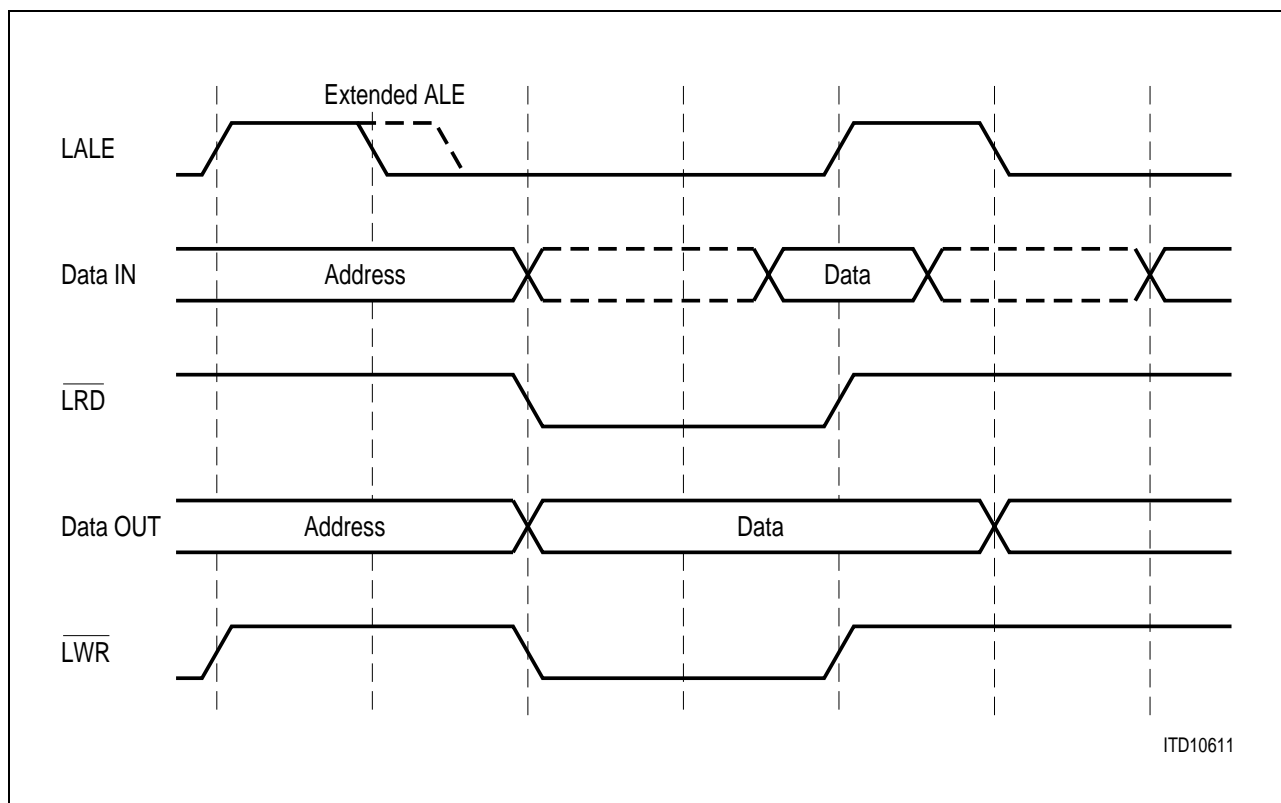 Extended ALE
LALE
Data IN Address Data
LRD
Data OUT Address Data
LWR
ITD10611